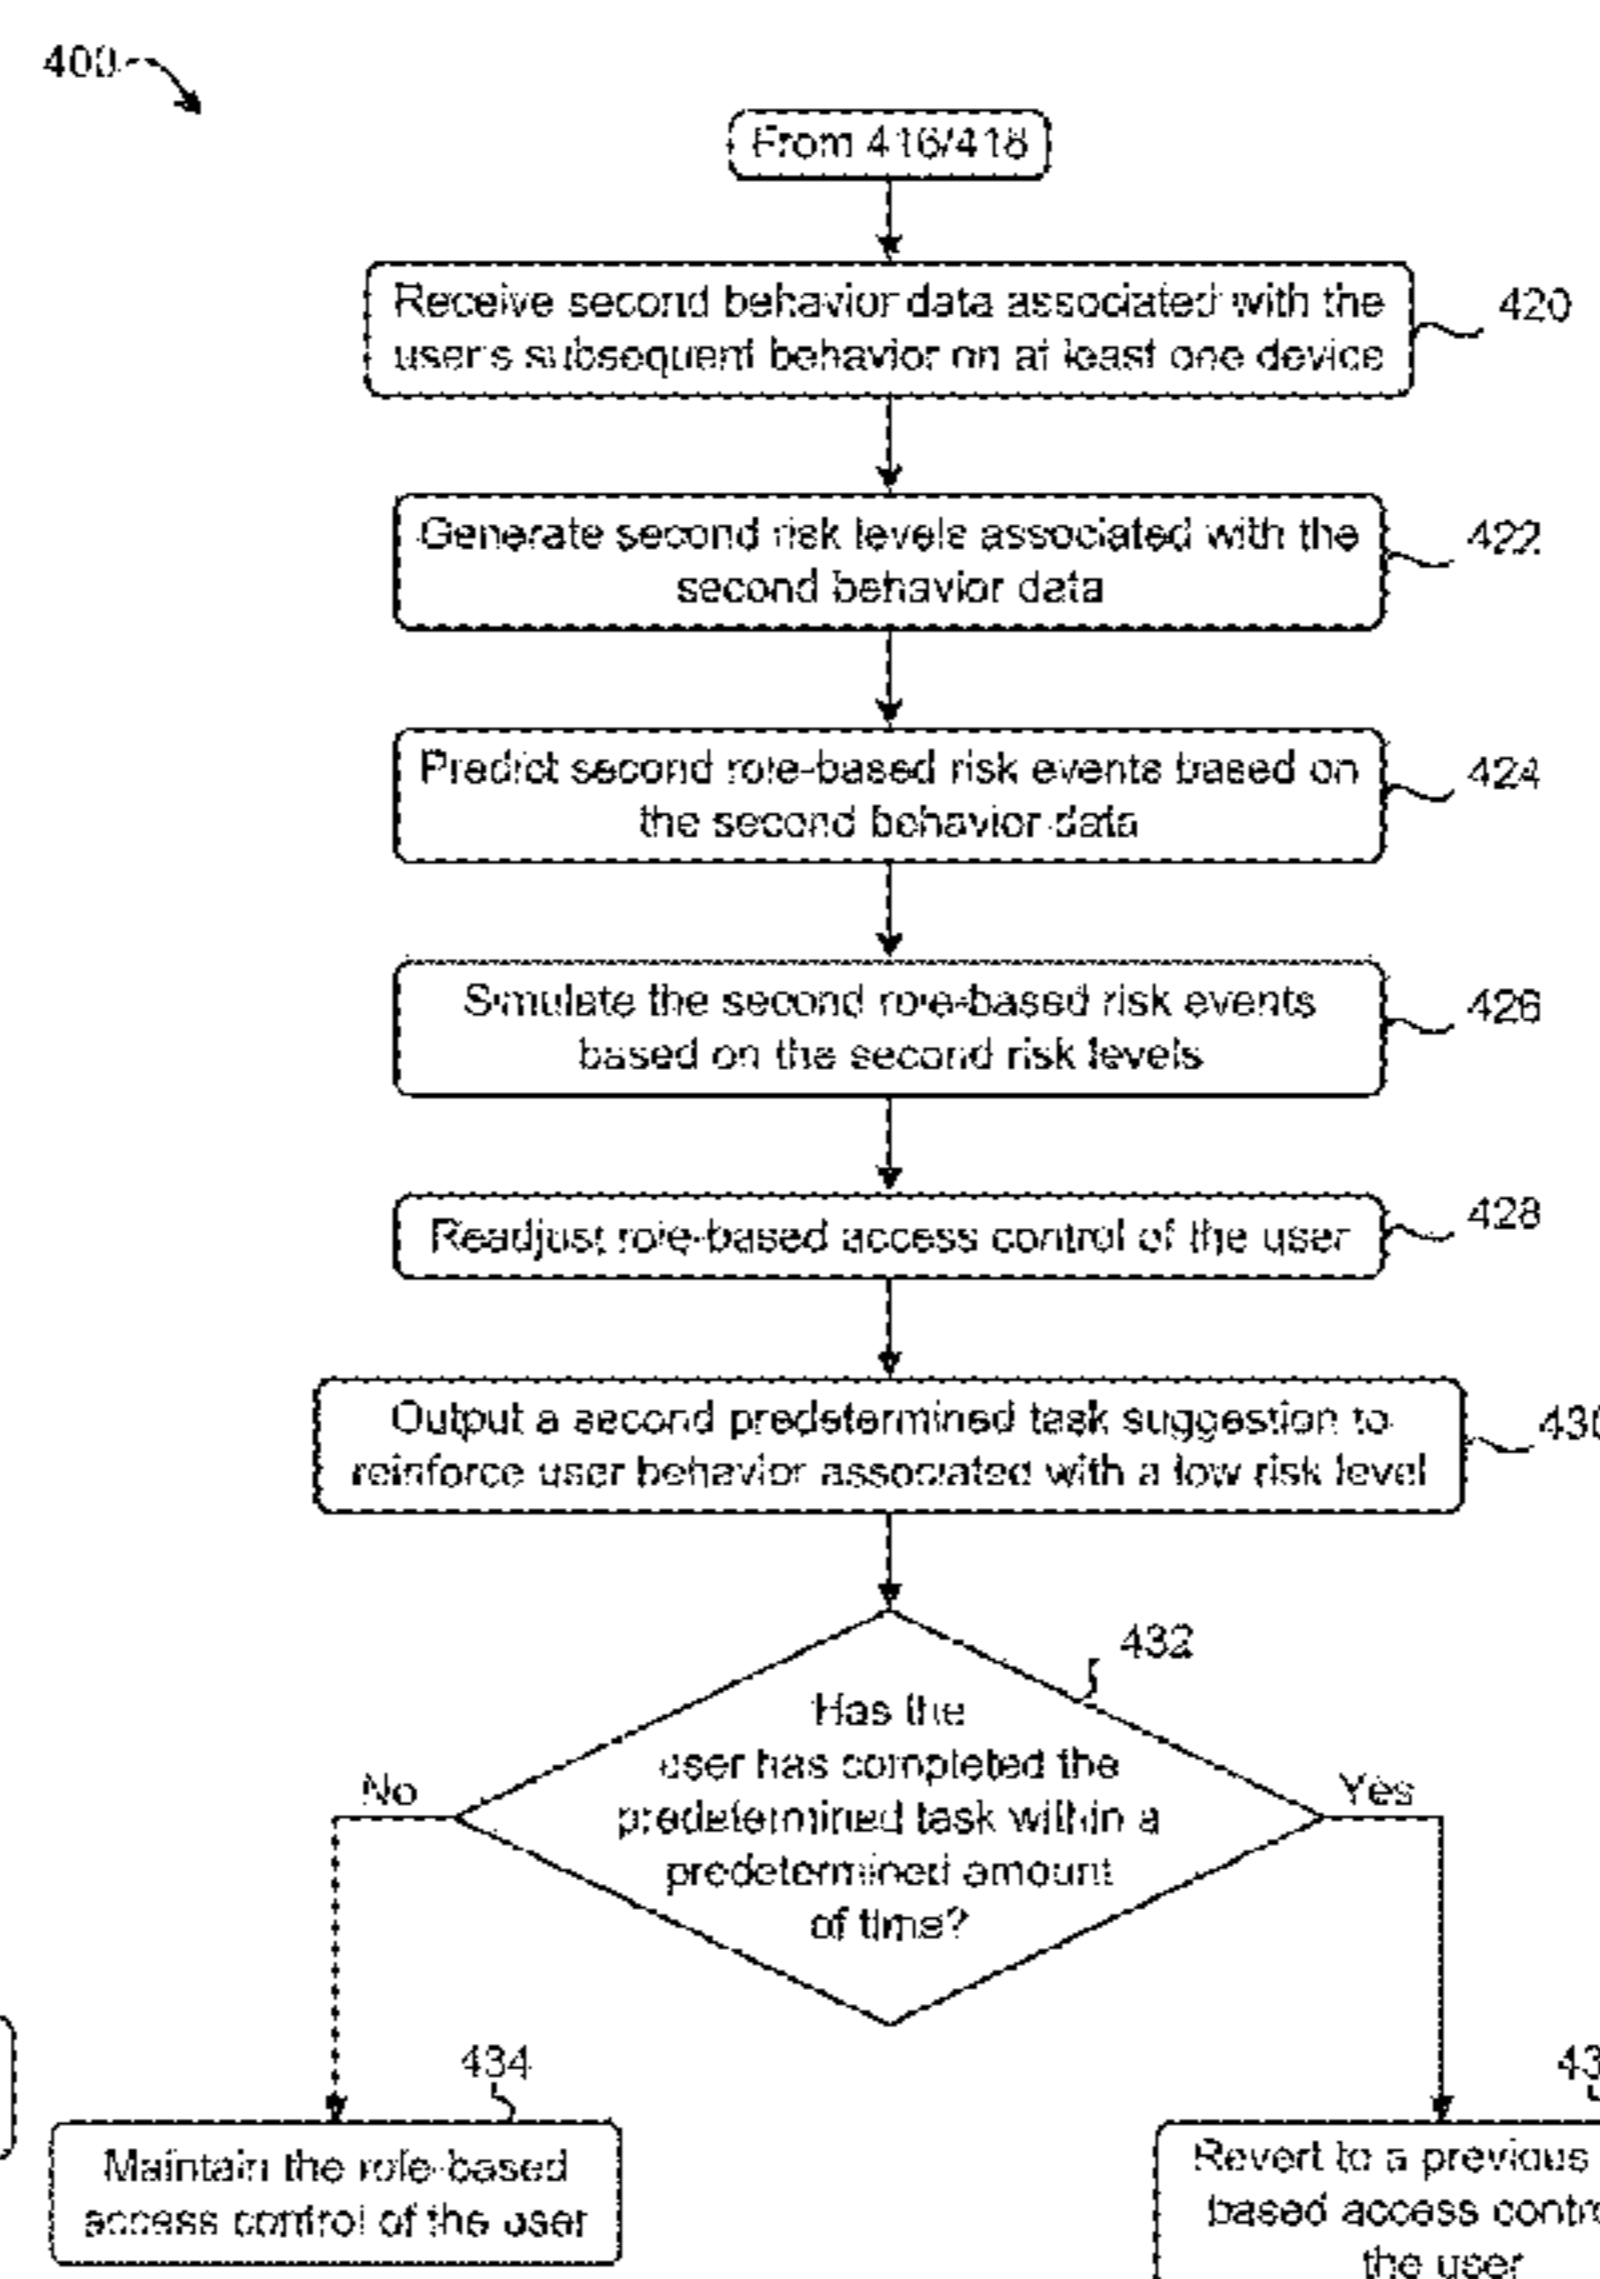 400
From 416/418
Receive second behavior data associated with the
user's subsequent behavior on at least one device
420
Generate second risk levels associated with the
second behavior data
422
Predict second role-based risk events based on
the second behavior data
424
Simulate the second role-based risk events
based on the second risk levels
426
Readjust role-based access control of the user
428
Output a second predetermined task suggestion to
reinforce user behavior associated with a low risk level
430
432
Has the
user has completed the
predetermined task within a
predetermined amount
of time?
No
Yes
434
Maintain the role-based
access control of the user
Revert to a previous
based access
the user